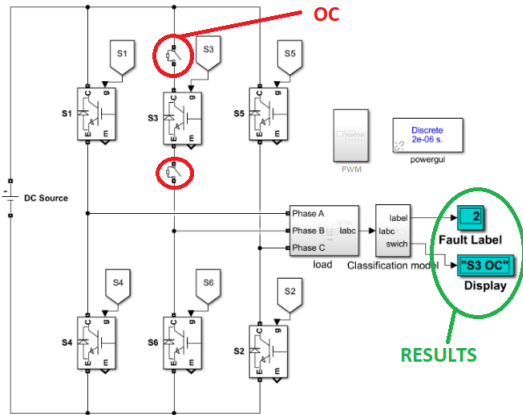 OC
S1
S3
S5
C
g
E
m
S1
C
g
E
m
S3
C
g
E
m
S5
Discrete
2e-06 s.
powergui
PWM
+
DC Source
Phase A
Phase B
Phase C
Iabc
load
Iabc
label
swich
Classification model
2
Fault Label
"S3 OC"
Display
S4
S6
S2
C
g
E
m
S4
C
g
E
m
S6
C
g
E
m
S2
RESULTS